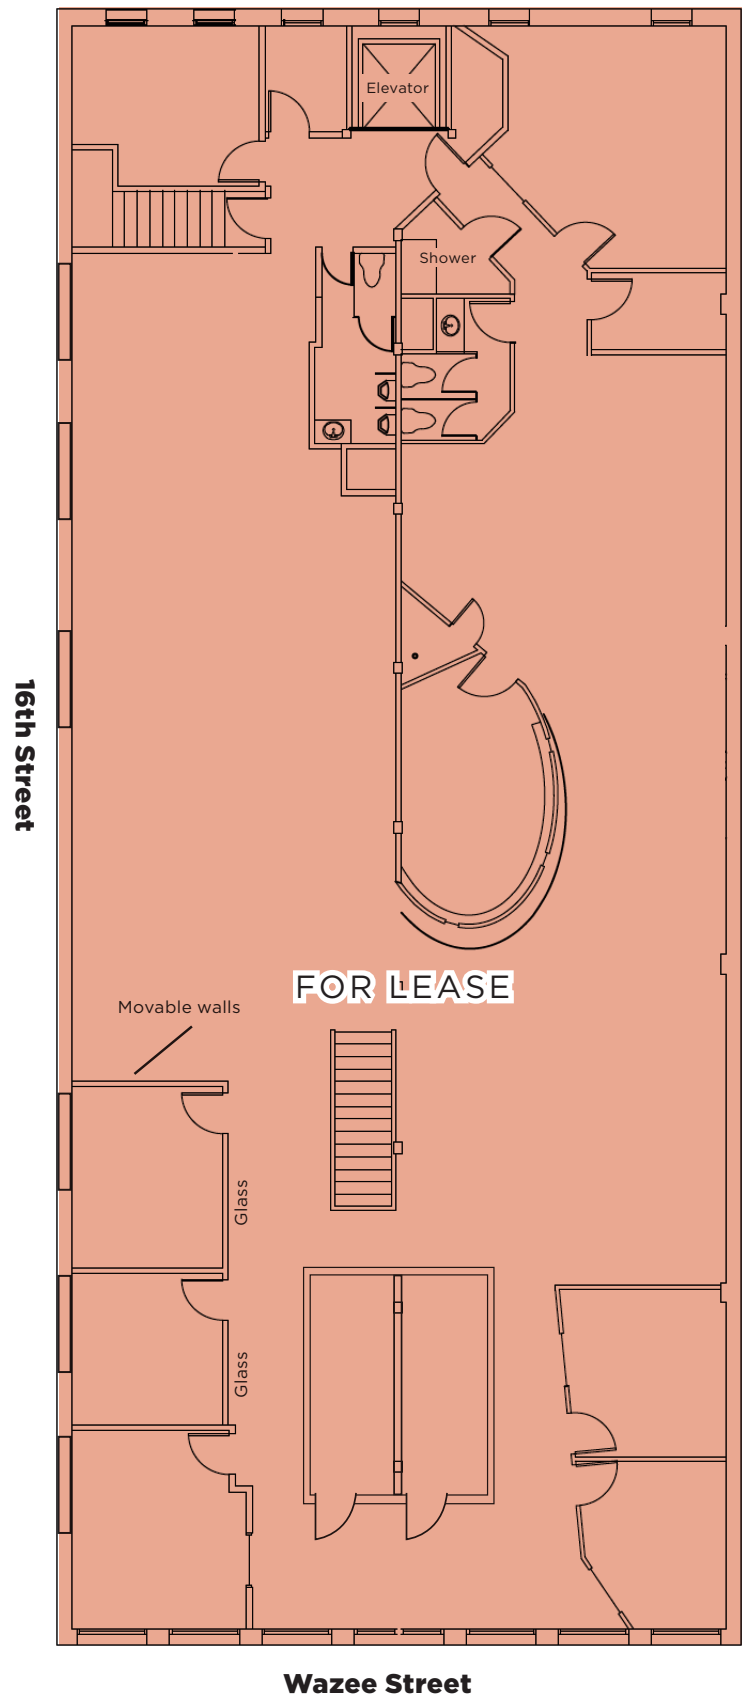 Elevator
Shower
16th Street
FOR LEASE
Movable walls
Glass
Glass
Wazee Street